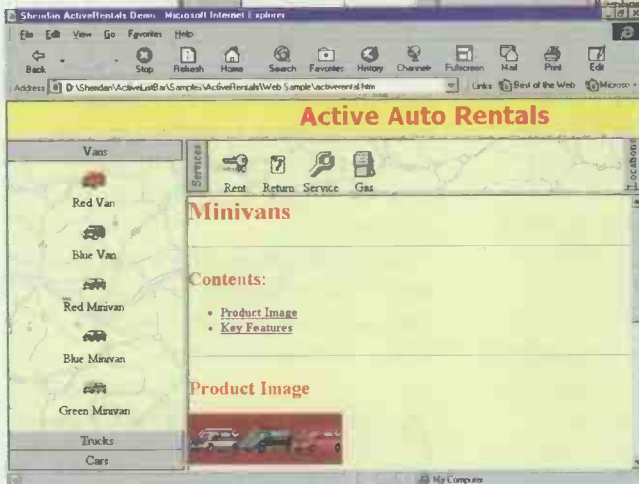 Sheridan ActiveRentals Demo - Microsoft Internet Explorer
File Edit View Go Favorites Help
Back Stop Refresh Home Search Favorites History Channels Fullscreen Mail Print Edit
Address D:\Sheridan\ActiveListBar\Samples\ActiveRentals\Web Sample\activerental.htm Links Best of the Web Microso
Active Auto Rentals
Vans
Red Van
Blue Van
Red Minivan
Blue Minivan
Green Minivan
Trucks
Cars
Services
Rent Return Service Gas
Locations
Minivans
Contents:
• Product Image
• Key Features
Product Image
My Computer